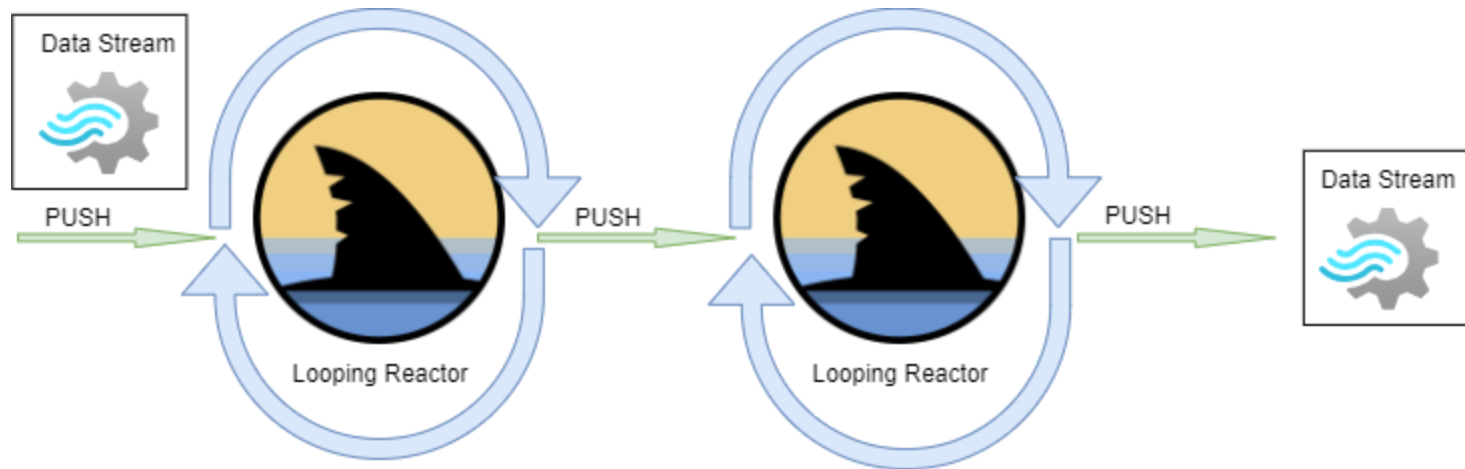 Data Stream
PUSH
Looping Reactor
PUSH
Looping Reactor
PUSH
Data Stream